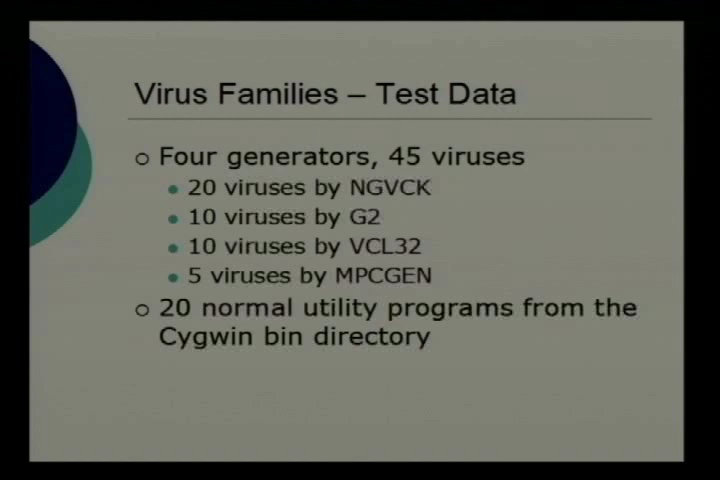 Virus Families – Test Data
Four generators, 45 viruses
20 viruses by NGVCK
10 viruses by G2
10 viruses by VCL32
5 viruses by MPCGEN
20 normal utility programs from the
Cygwin bin directory